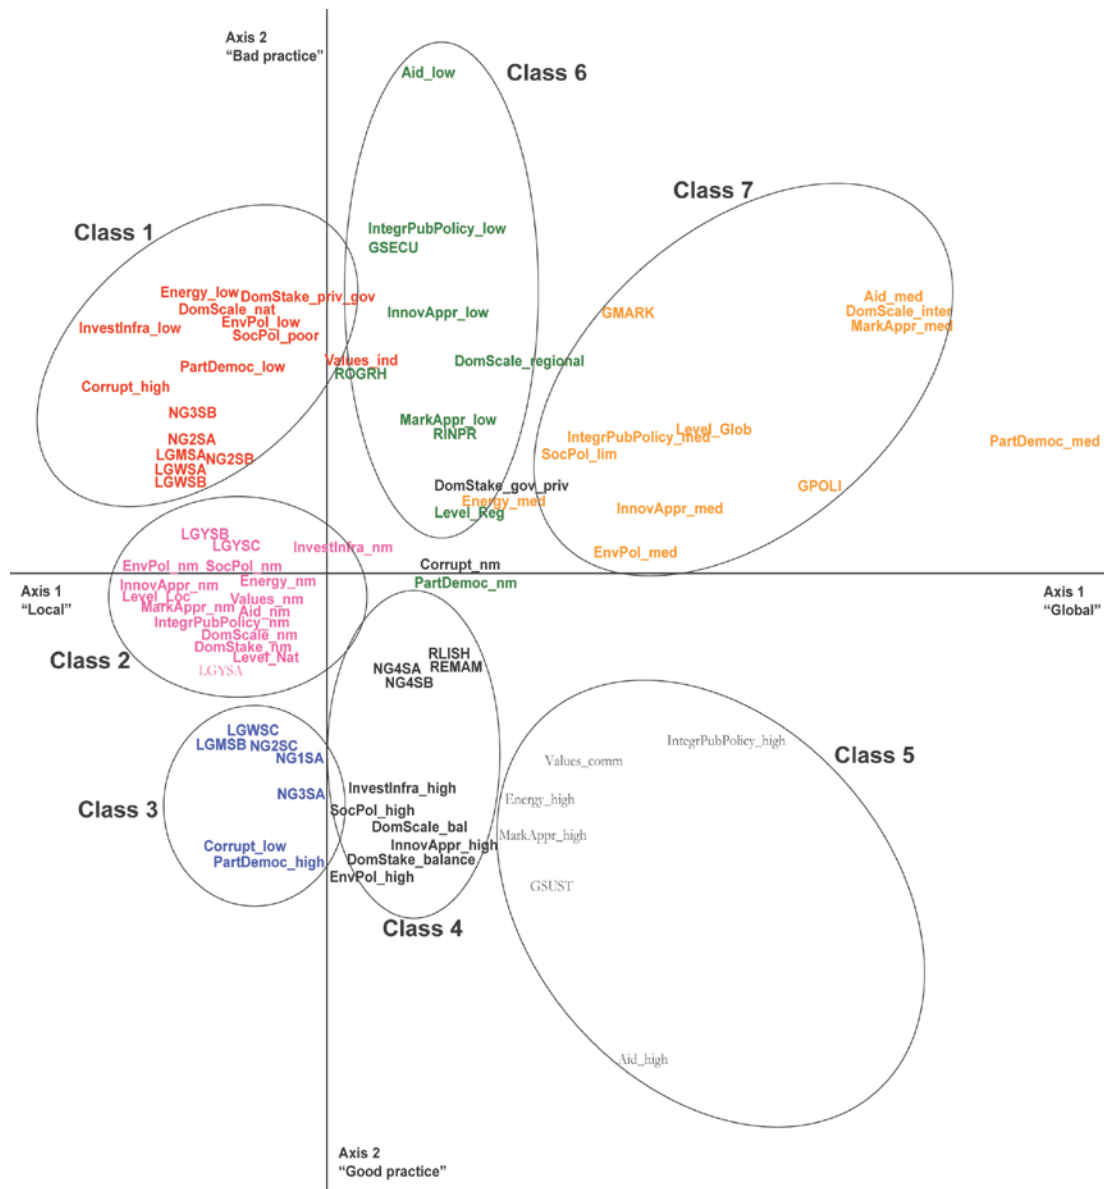 Axis 2
“Bad practice”
Class 6
Aid_low
Class 7
Class 1
IntegrPubPolicy_low
GSECU
Energy_low
DomStake_priv_gov
DomScale_nat
EnvPol_low
InvestInfra_low
SocPol_poor
InnovAppr_low
GMARK
Aid_med
DomScale_inter
MarkAppr_med
PartDemoc_low
Values_ind
ROGRH
DomScale_regional
Corrupt_high
NG3SB
MarkAppr_low
RINPR
NG2SA
LGMSA
NG2SB
LGWSA
LGWSB
IntegrPubPolicy_med
Level_Glob
SocPol_lim
PartDemoc_med
DomStake_gov_priv
Energy_med
Level_Reg
GPOLI
InnovAppr_med
EnvPol_med
LGYSB
LGYSC
InvestInfra_nm
EnvPol_nm
SocPol_nm
Corrupt_nm
PartDemoc_nm
Axis 1
“Local”
Axis 1
“Global”
InnovAppr_nm
Energy_nm
Level_Loc
Values_nm
MarkAppr_nm
Aid_nm
IntegrPubPolicy_nm
DomScale_nm
DomStake_nm
Level_Nat
LGYSA
Class 2
RLISH
NG4SA
REMAM
NG4SB
LGWSC
LGMSB
NG2SC
NG1SA
NG3SA
Class 3
Corrupt_low
PartDemoc_high
InvestInfra_high
SocPol_high
DomScale_bal
InnovAppr_high
DomStake_balance
EnvPol_high
Class 4
IntegrPubPolicy_high
Values_comm
Class 5
Energy_high
MarkAppr_high
GSUST
Aid_high
Axis 2
“Good practice”